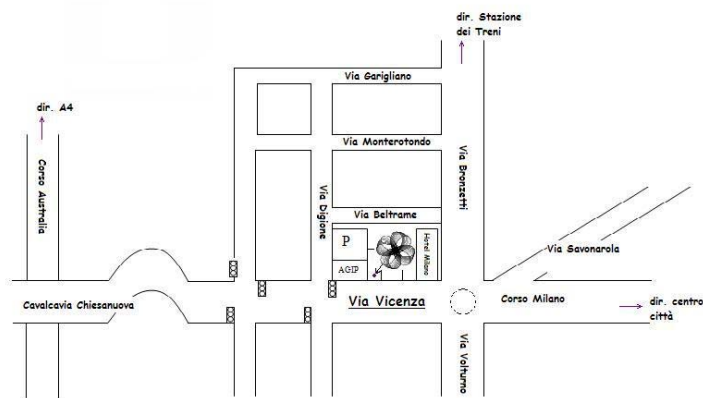 dir. Stazione
dei Treni
Via Garigliano
dir. A4
Via Monterotondo
Corso Australia
Via Digione
Via Bronzetti
Via Beltrame
P
Hotel Milano
AGIP
Via Savonarola
Cavalcavia Chiesanuova
Via Vicenza
Corso Milano
dir. centro
città
Via Volturno